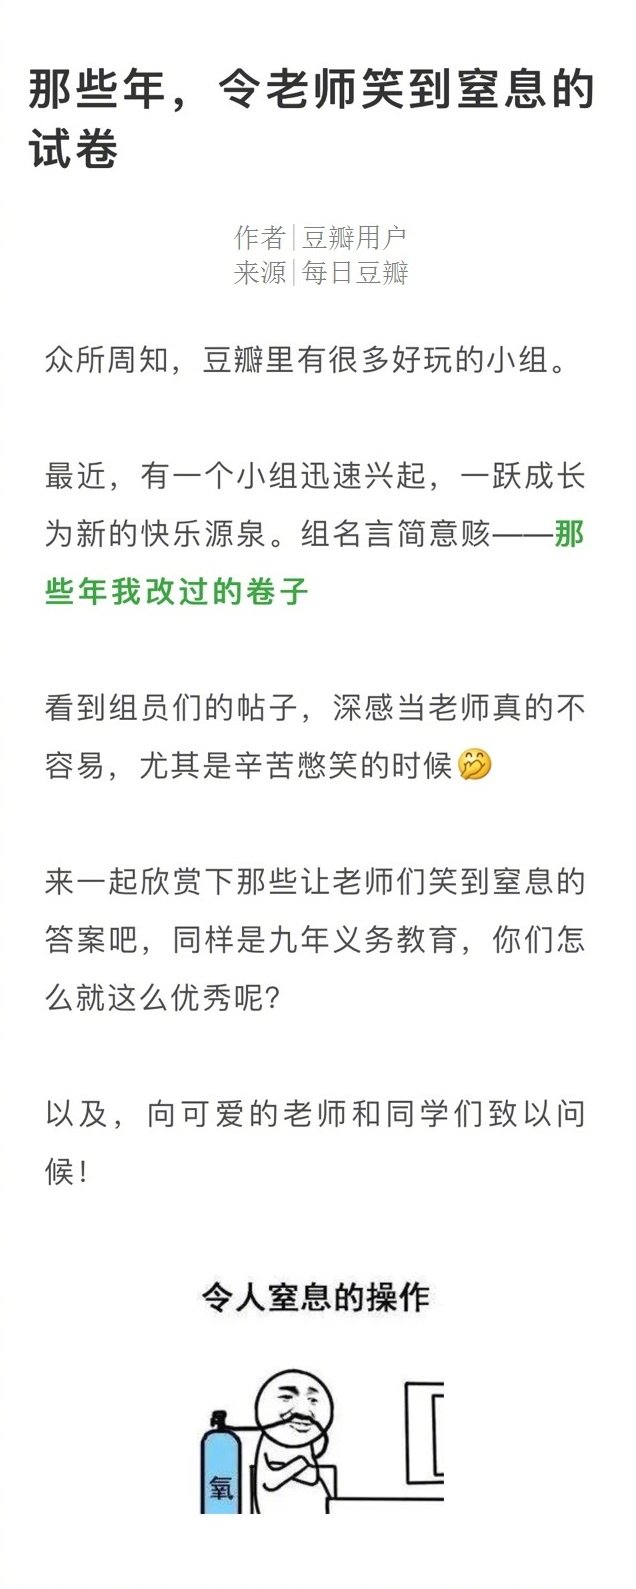 那些年，令老师笑到窒息的
试卷
作者|豆瓣用户
来源|每日豆瓣
众所周知，豆瓣里有很多好玩的小组。
最近，有一个小组迅速兴起，一跃成长
为新的快乐源泉。组名言简意赅——那
些年我改过的卷子
看到组员们的帖子，深感当老师真的不
容易，尤其是辛苦憋笑的时候🤭
来一起欣赏下那些让老师们笑到窒息的
答案吧，同样是九年义务教育，你们怎
么就这么优秀呢？
以及，向可爱的老师和同学们致以问
候！
令人窒息的操作
氧